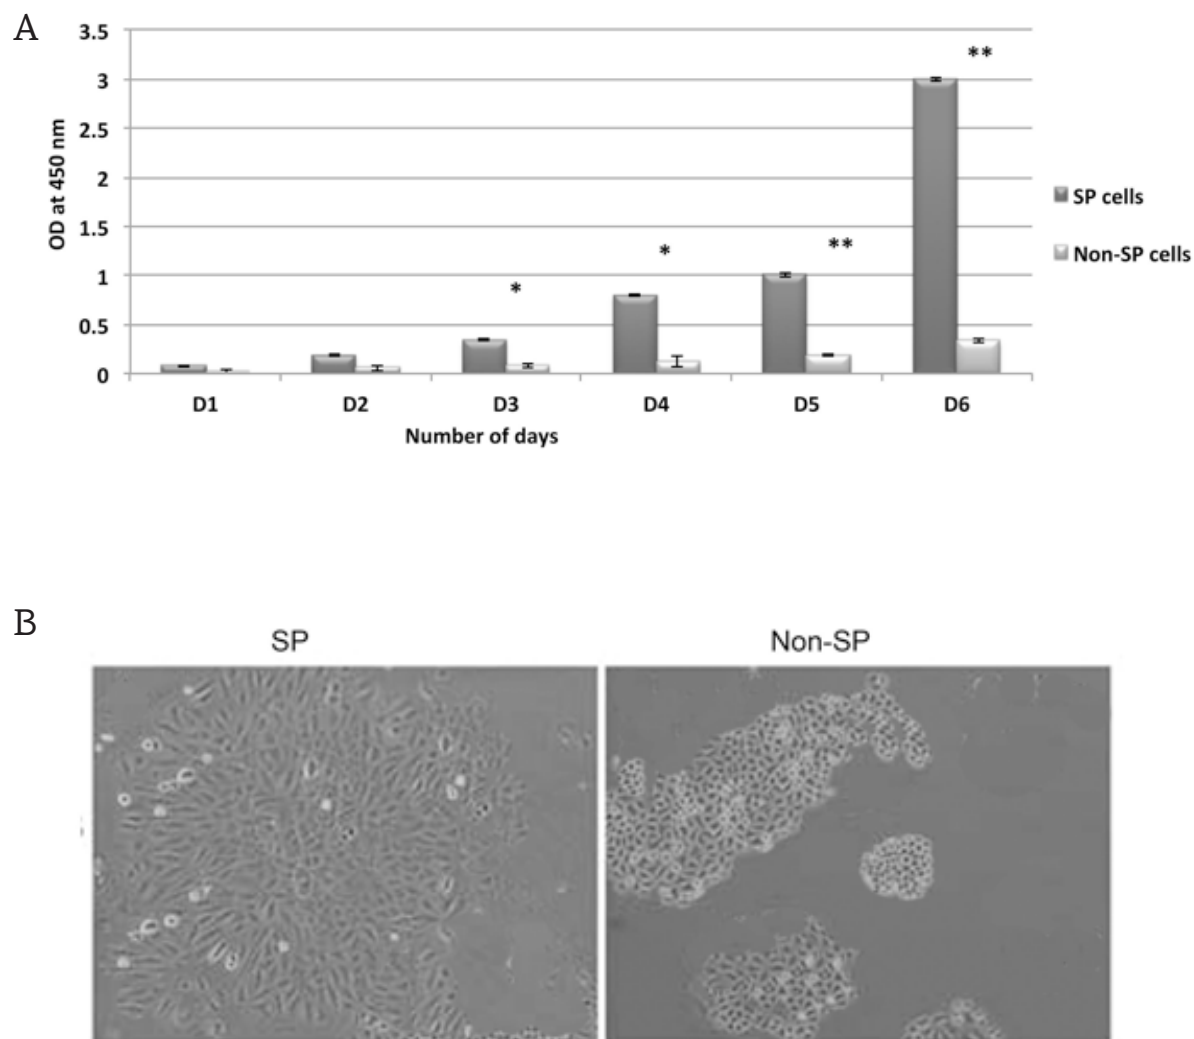 A
3.5
3
2.5
2
1.5
1
0.5
0
OD at 450 nm
* * ** **
D1 D2 D3 D4 D5 D6
Number of days
SP cells
Non-SP cells
B
SP Non-SP